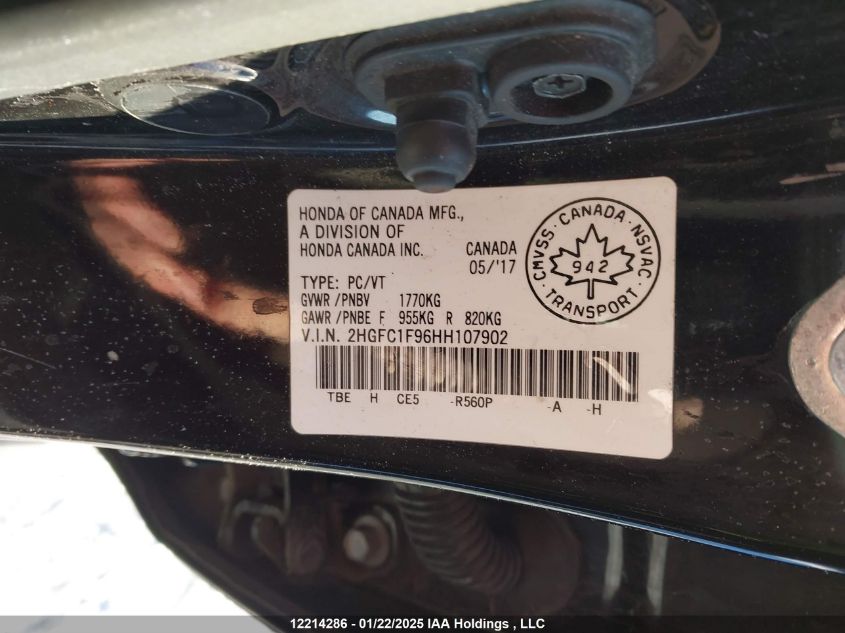 HONDA OF CANADA MFG.,
A DIVISION OF
HONDA CANADA INC. CANADA
05/'17
TYPE: PC/VT
GVWR /PNBV 1770KG
GAWR /PNBE F 955KG R 820KG
V.I.N. 2HGFC1F96HH107902
TBE H CE5 -R560P -A -H
CMVSS · CANADA · NSVAC
942
· TRANSPORT ·
12214286 - 01/22/2025 IAA Holdings , LLC